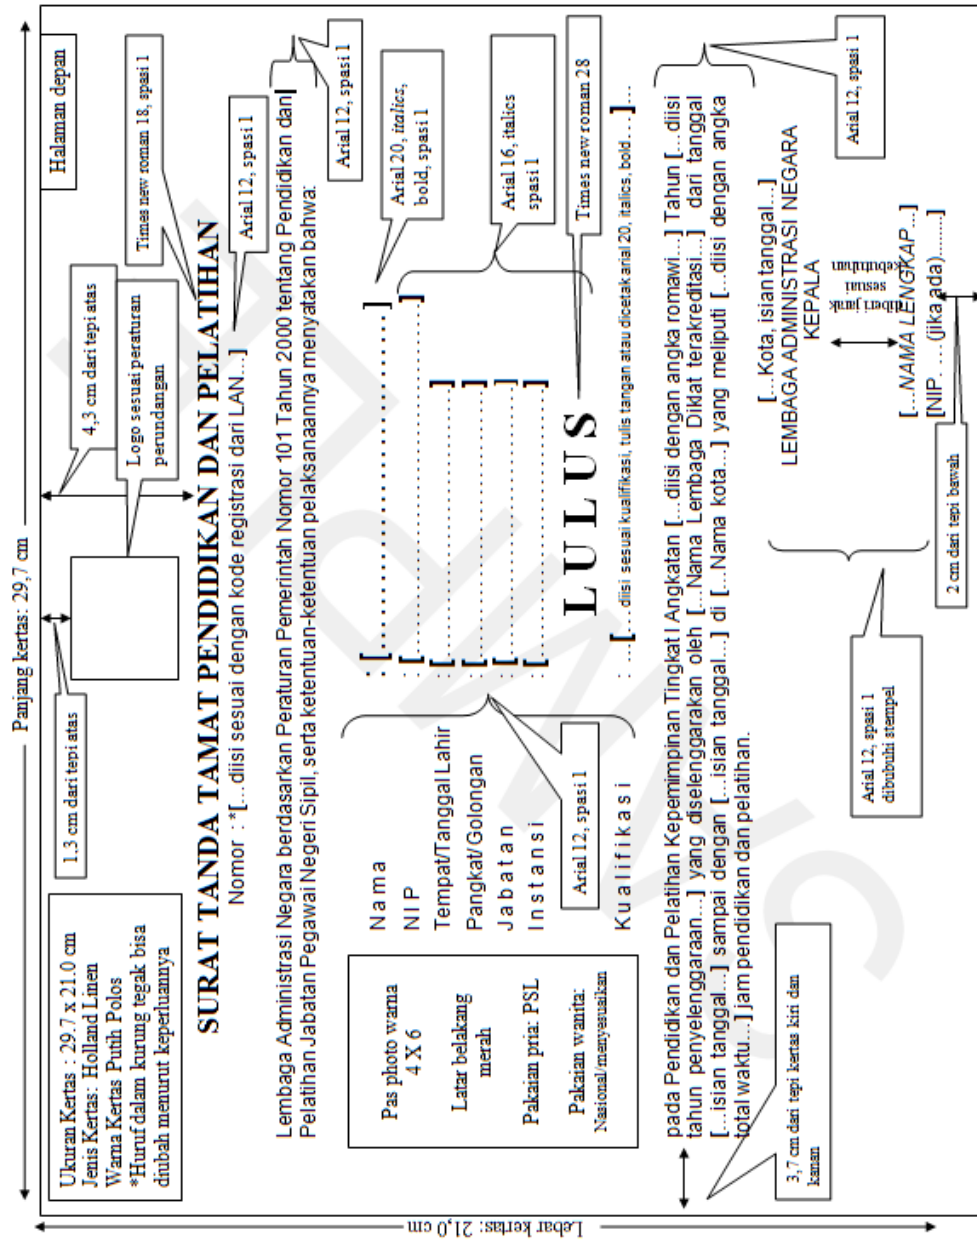 Panjang kertas: 29,7 cm
Halaman depan
Ukuran Kertas : 29.7 x 21.0 cm
Jenis Kertas: Holland Linen
Warna Kertas Putih Polos
*Huruf dalam kurung tegak bisa
diubah menurut keperluannya
1.3 cm dari tepi atas
4,3 cm dari tepi atas
Logo sesuai peraturan
perundangan
Times new roman 18, spasi 1
SURAT TANDA TAMAT PENDIDIKAN DAN PELATIHAN
Nomor : *[...diisi sesuai dengan kode registrasi dari LAN...]
Arial 12, spasi 1
Lembaga Administrasi Negara berdasarkan Peraturan Pemerintah Nomor 101 Tahun 2000 tentang Pendidikan dan
Pelatihan Jabatan Pegawai Negeri Sipil, serta ketentuan-ketentuan pelaksanaannya menyatakan bahwa:
Arial 12, spasi 1
Pas photo warna
4 X 6
Latar belakang
merah
Pakaian pria: PSL
Pakaian wanita:
Nasional/menyesuaikan
Nama : [..............................]
NIP : [..............................]
Tempat/Tanggal Lahir : [..............................]
Pangkat/Golongan : [..............................]
Jabatan : [..............................]
Instansi : [..............................]
Arial 12, spasi 1
Arial 20, italics,
bold, spasi 1
Arial 16, italics
spasi 1
LULUS
Times new roman 28
Kualifikasi : ....[...diisi sesuai kualifikasi, tulis tangan atau dicetak arial 20, italics, bold...]...
pada Pendidikan dan Pelatihan Kepemimpinan Tingkat I Angkatan [...diisi dengan angka romawi...] Tahun [...diisi
tahun penyelenggaraan...] yang diselenggarakan oleh [...Nama Lembaga Diklat terakreditasi...] dari tanggal
[...isian tanggal...] sampai dengan [...isian tanggal...] di [...Nama kota...] yang meliputi [...diisi dengan angka
total waktu...] jam pendidikan dan pelatihan.
Arial 12, spasi 1
3,7 cm dari tepi kertas kiri dan
kanan
Arial 12, spasi 1
dibubuhi stempel
[...Kota, isian tanggal...]
LEMBAGA ADMINISTRASI NEGARA
KEPALA
diberi jarak
sesuai
kebutuhan
[...NAMA LENGKAP...]
[NIP.....(jika ada).......]
2 cm dari tepi bawah
Lebar kertas: 21,0 cm
SAMPLE